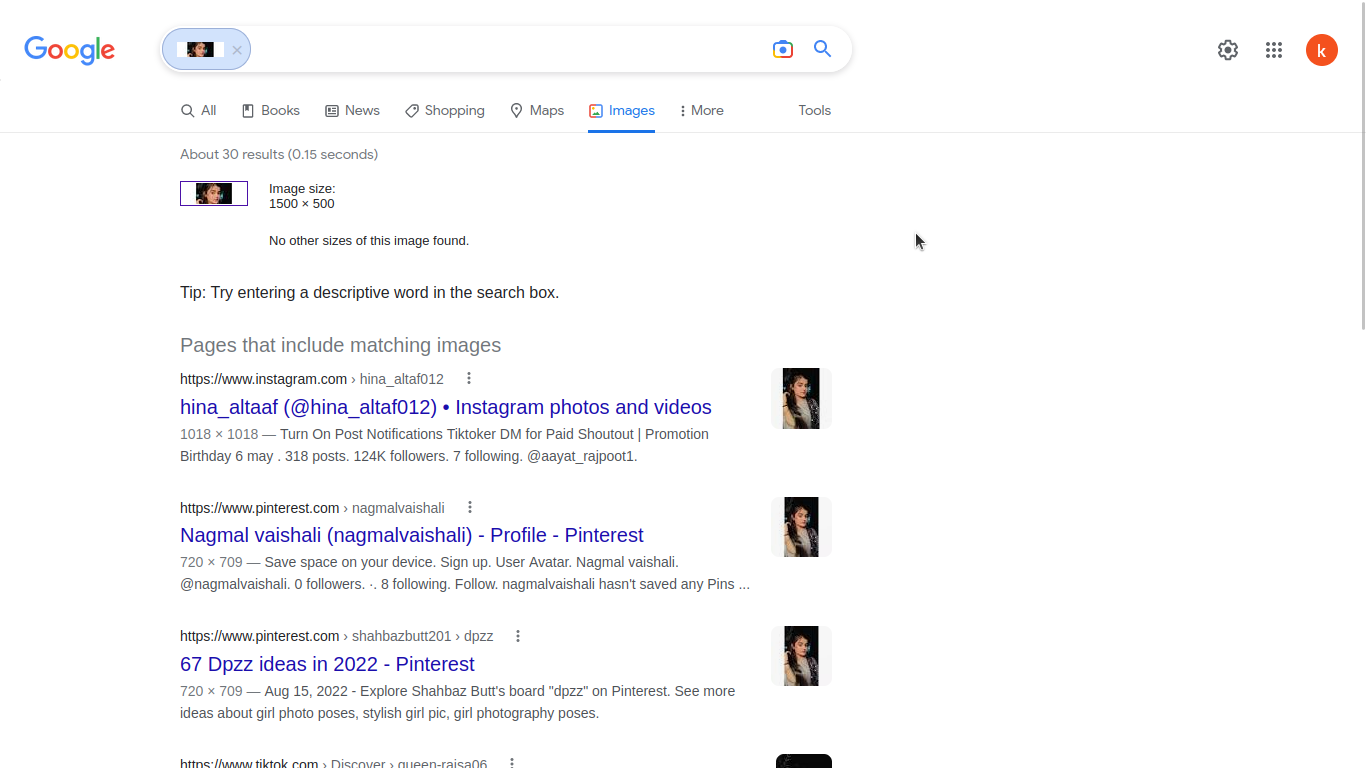 Google
k
All Books News Shopping Maps Images More Tools
About 30 results (0.15 seconds)
Image size:
1500 × 500
No other sizes of this image found.
Tip: Try entering a descriptive word in the search box.
Pages that include matching images
https://www.instagram.com › hina_altaf012
hina_altaaf (@hina_altaf012) • Instagram photos and videos
1018 × 1018 — Turn On Post Notifications Tiktoker DM for Paid Shoutout | Promotion
Birthday 6 may . 318 posts. 124K followers. 7 following. @aayat_rajpoot1.
https://www.pinterest.com › nagmalvaishali
Nagmal vaishali (nagmalvaishali) - Profile - Pinterest
720 × 709 — Save space on your device. Sign up. User Avatar. Nagmal vaishali.
@nagmalvaishali. 0 followers. ·. 8 following. Follow. nagmalvaishali hasn't saved any Pins ...
https://www.pinterest.com › shahbazbutt201 › dpzz
67 Dpzz ideas in 2022 - Pinterest
720 × 709 — Aug 15, 2022 - Explore Shahbaz Butt's board "dpzz" on Pinterest. See more
ideas about girl photo poses, stylish girl pic, girl photography poses.
https://www.tiktok.com › Discover › queen-raisa06